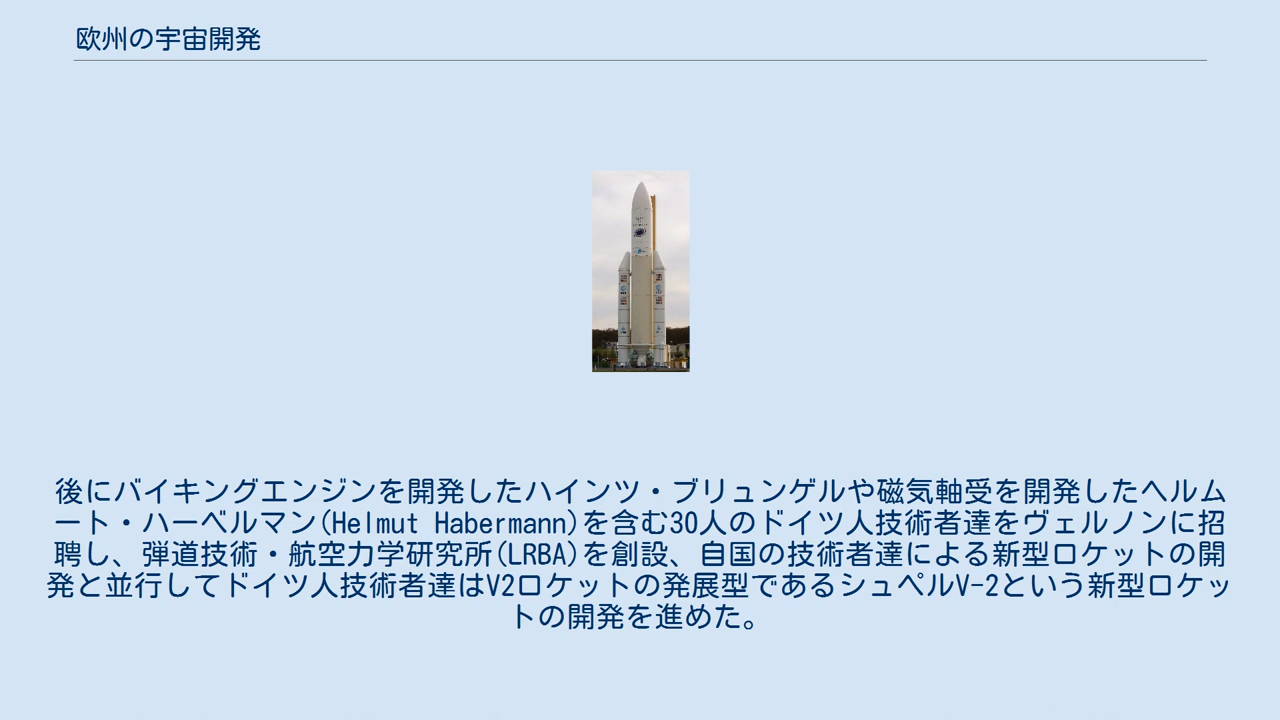 欧州の宇宙開発
後にバイキングエンジンを開発したハインツ・ブリュンゲルや磁気軸受を開発したヘルム
ート・ハーベルマン(Helmut Habermann)を含む30人のドイツ人技術者達をヴェルノンに招
聘し、弾道技術・航空力学研究所(LRBA)を創設、自国の技術者達による新型ロケットの開
発と並行してドイツ人技術者達はV2ロケットの発展型であるシュペルV-2という新型ロケッ
トの開発を進めた。